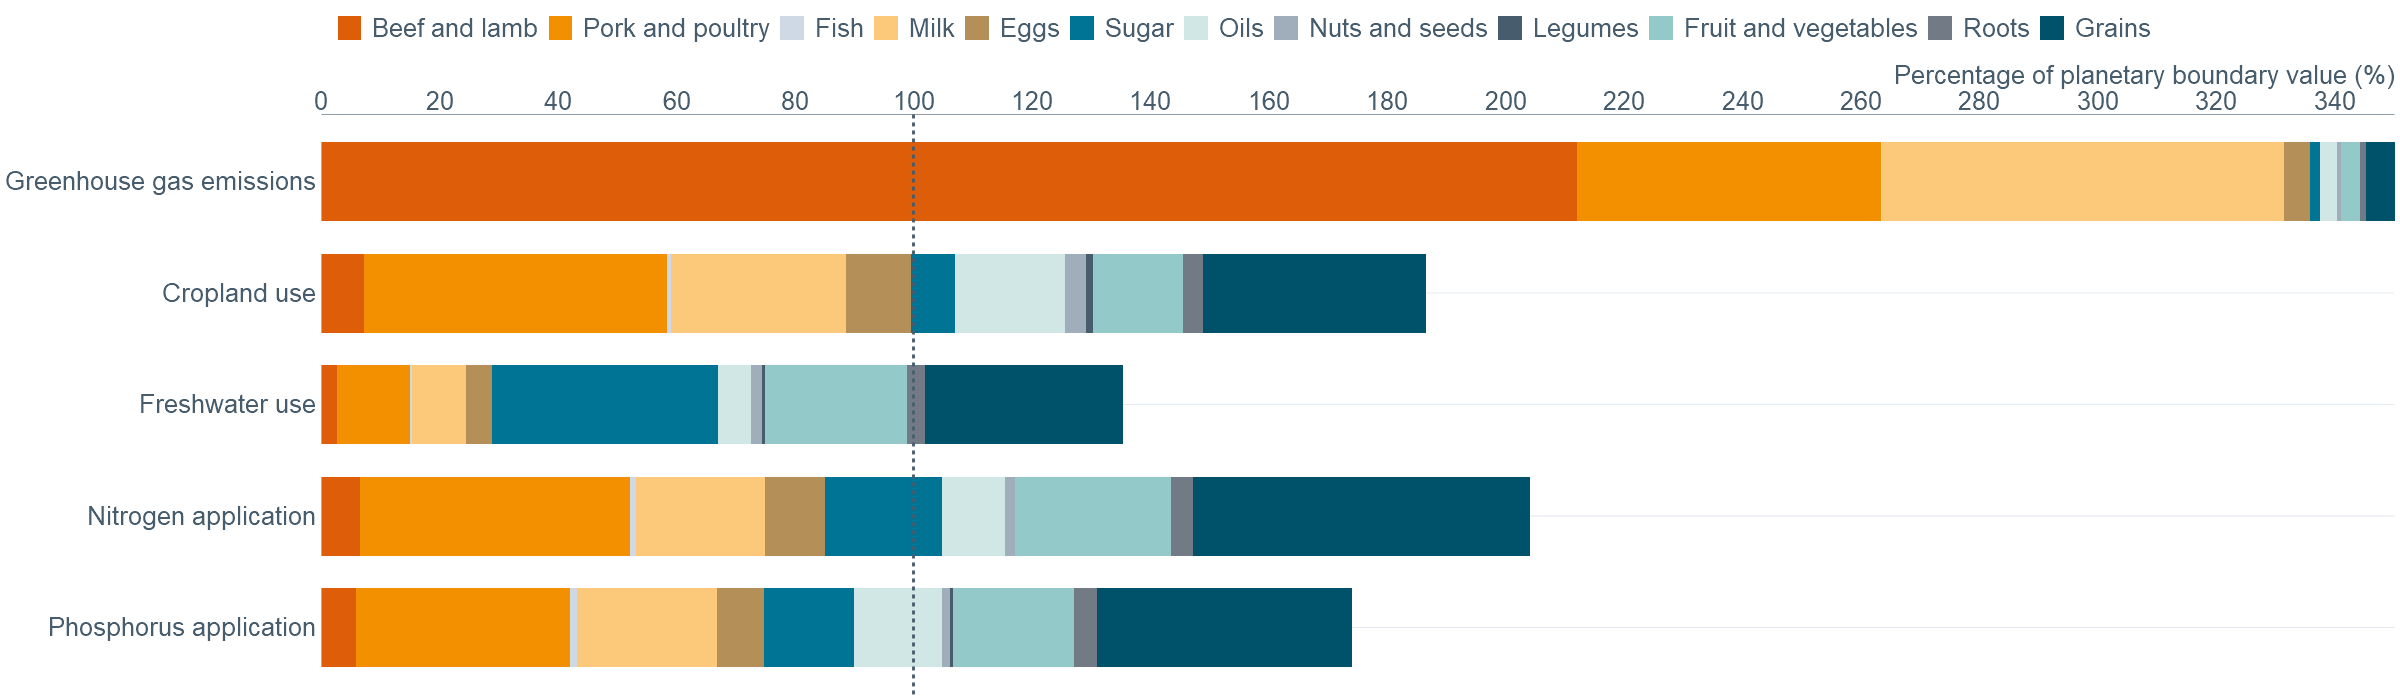 Beef and lamb Pork and poultry Fish Milk Eggs Sugar Oils Nuts and seeds Legumes Fruit and vegetables Roots Grains
Percentage of planetary boundary value (%)
0 20 40 60 80 100 120 140 160 180 200 220 240 260 280 300 320 340
Greenhouse gas emissions
Cropland use
Freshwater use
Nitrogen application
Phosphorus application